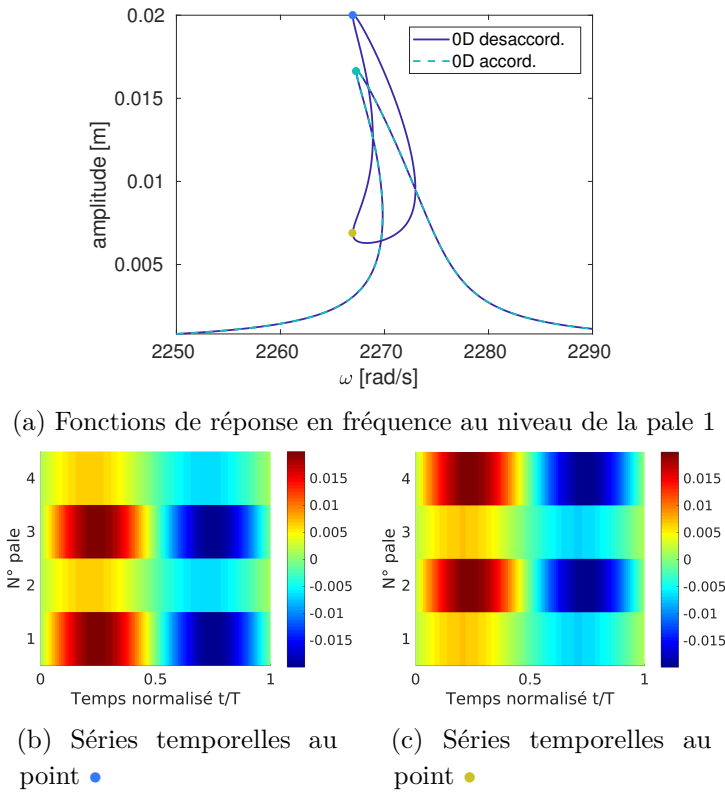 0.02
0.015
0.01
0.005
amplitude [m]
0D desaccord.
0D accord.
2250 2260 2270 2280 2290
ω [rad/s]
(a) Fonctions de réponse en fréquence au niveau de la pale 1
4
3
2
1
N° pale
0 0.5 1
Temps normalisé t/T
0.015
0.01
0.005
0
-0.005
-0.01
-0.015
4
3
2
1
N° pale
0 0.5 1
Temps normalisé t/T
0.015
0.01
0.005
0
-0.005
-0.01
-0.015
(b) Séries temporelles au
point
(c) Séries temporelles au
point